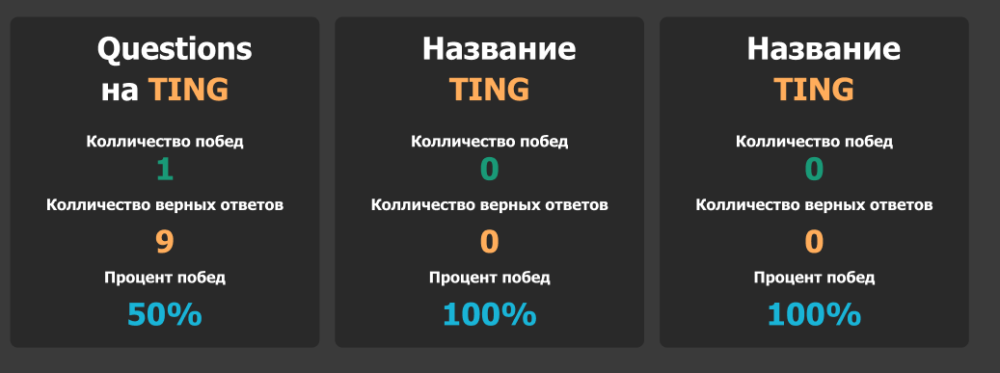 Questions
на TING
Колличество побед
1
Колличество верных ответов
9
Процент побед
50%
Название
TING
Колличество побед
0
Колличество верных ответов
0
Процент побед
100%
Название
TING
Колличество побед
0
Колличество верных ответов
0
Процент побед
100%